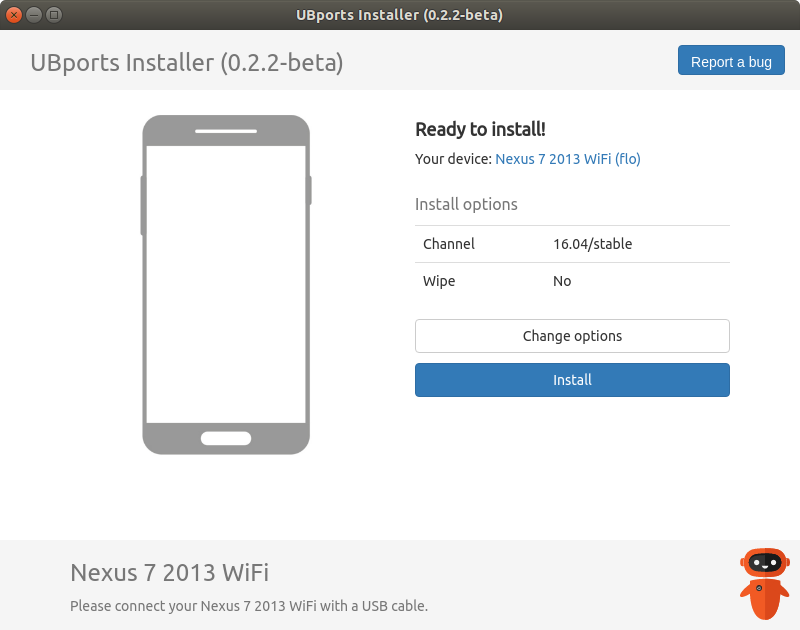 UBports Installer (0.2.2-beta)
UBports Installer (0.2.2-beta)
Report a bug
Ready to install!
Your device: Nexus 7 2013 WiFi (flo)
Install options
Channel 16.04/stable
Wipe No
Change options
Install
Nexus 7 2013 WiFi
Please connect your Nexus 7 2013 WiFi with a USB cable.